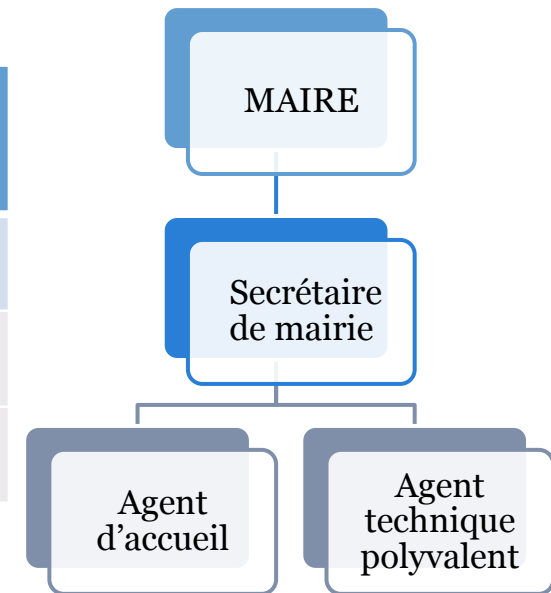 MAIRE
Secrétaire
de mairie
Agent
d’accueil
Agent
technique
polyvalent